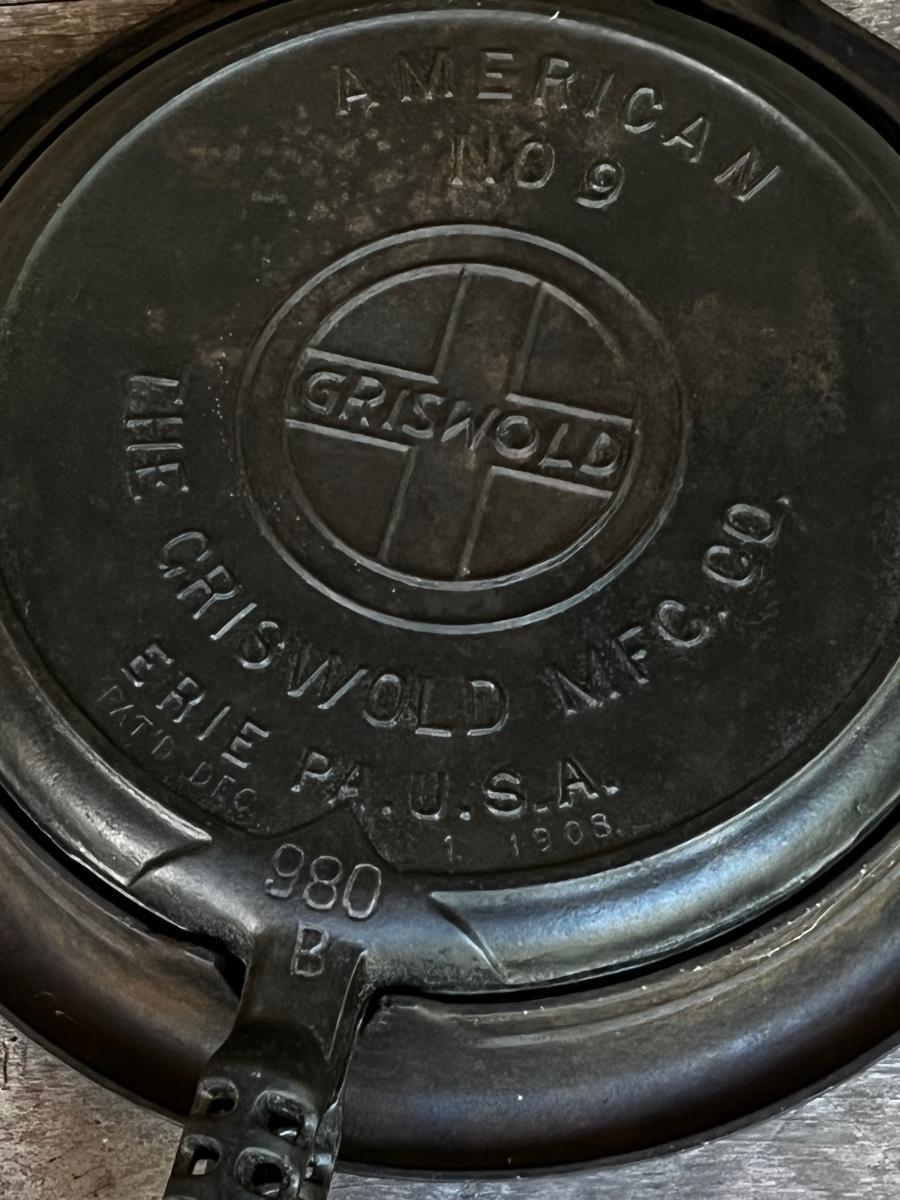 AMERICAN
NO 9
GRISWOLD
THE GRISWOLD MFG. CO.
ERIE PA. U.S.A.
PAT'D DEC. 1. 1908.
980
B